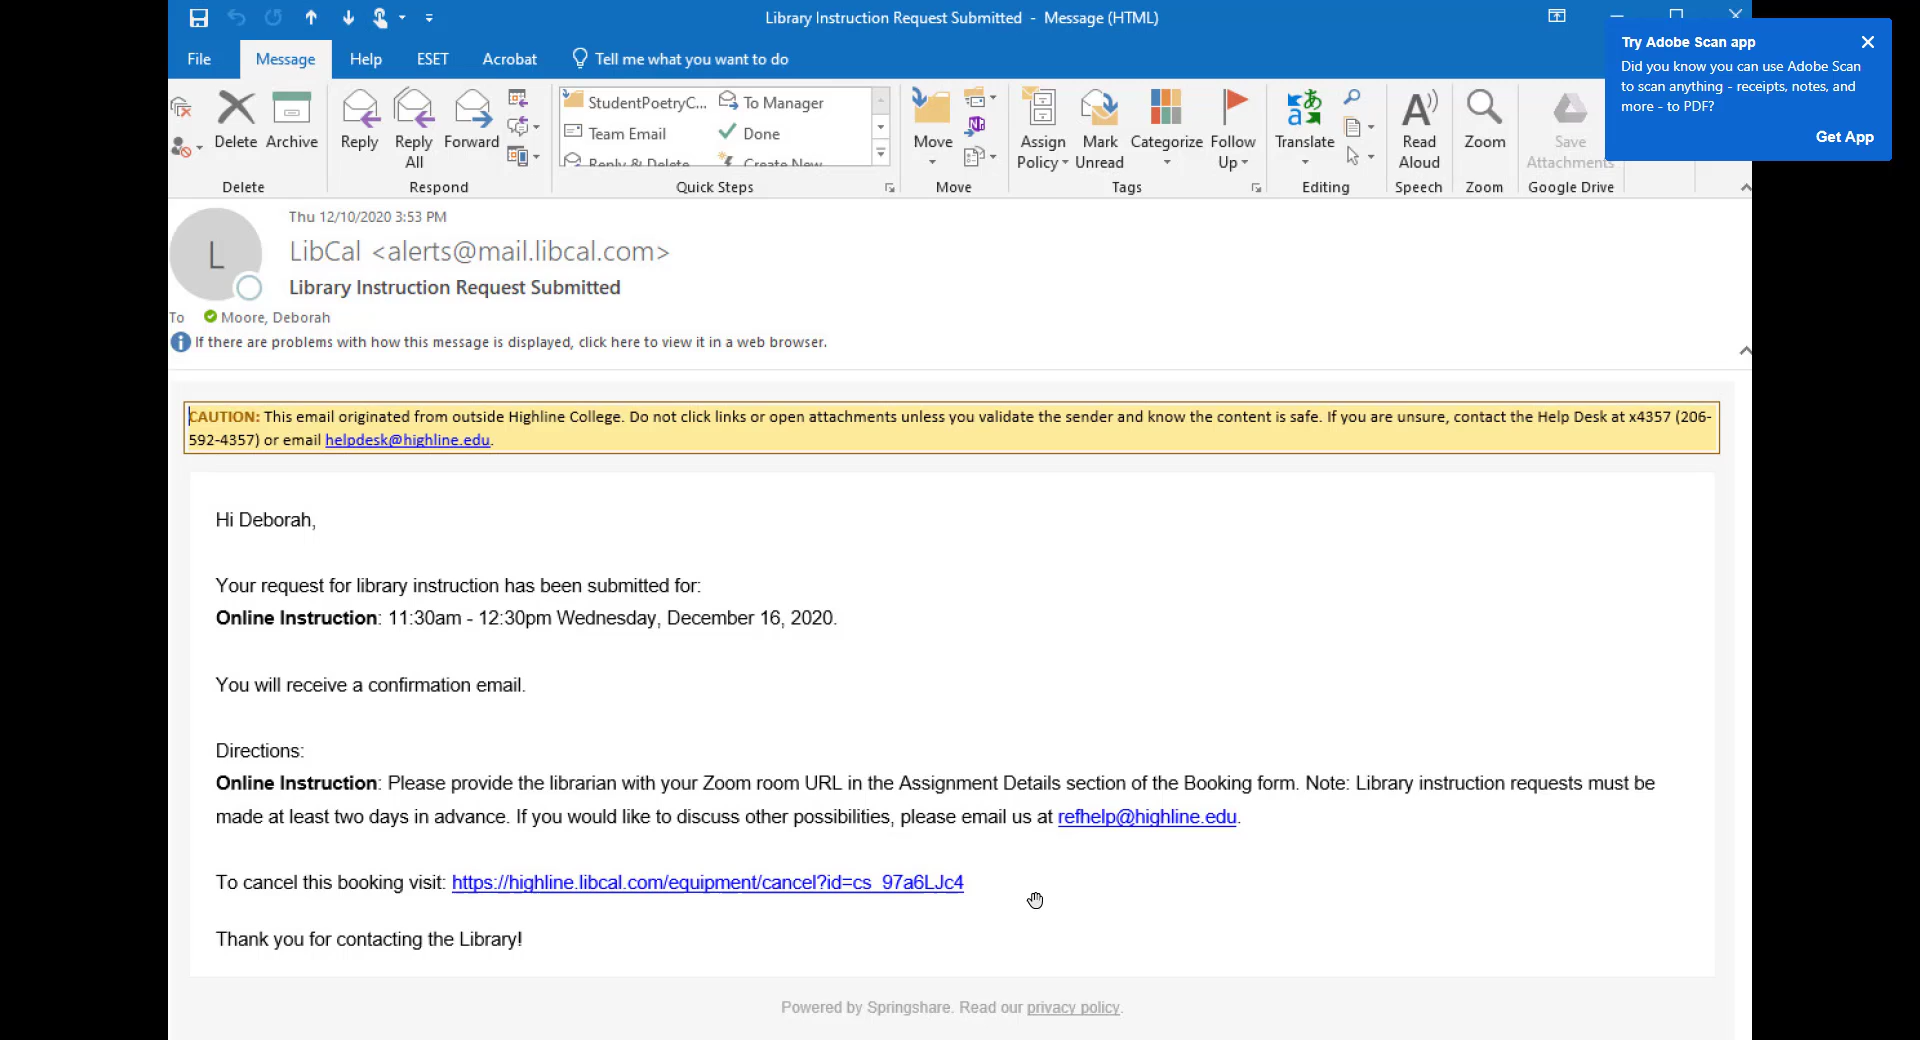 Library Instruction Request Submitted - Message (HTML)
File Message Help ESET Acrobat Tell me what you want to do
Try Adobe Scan app
Did you know you can use Adobe Scan
to scan anything - receipts, notes, and
more - to PDF?
Get App
Delete Archive
Delete
Reply Reply All Forward
Respond
StudentPoetryC... To Manager
Team Email Done
Reply & Delete Create New
Quick Steps
Move
Move
Assign Policy Mark Unread Categorize Follow Up
Tags
Translate
Editing
Read Aloud
Speech
Zoom
Zoom
Save Attachments
Google Drive
Thu 12/10/2020 3:53 PM
L
LibCal <alerts@mail.libcal.com>
Library Instruction Request Submitted
To Moore, Deborah
If there are problems with how this message is displayed, click here to view it in a web browser.
CAUTION: This email originated from outside Highline College. Do not click links or open attachments unless you validate the sender and know the content is safe. If you are unsure, contact the Help Desk at x4357 (206-
592-4357) or email helpdesk@highline.edu.
Hi Deborah,
Your request for library instruction has been submitted for:
Online Instruction: 11:30am - 12:30pm Wednesday, December 16, 2020.
You will receive a confirmation email.
Directions:
Online Instruction: Please provide the librarian with your Zoom room URL in the Assignment Details section of the Booking form. Note: Library instruction requests must be
made at least two days in advance. If you would like to discuss other possibilities, please email us at refhelp@highline.edu.
To cancel this booking visit: https://highline.libcal.com/equipment/cancel?id=cs_97a6LJc4
Thank you for contacting the Library!
Powered by Springshare. Read our privacy policy.